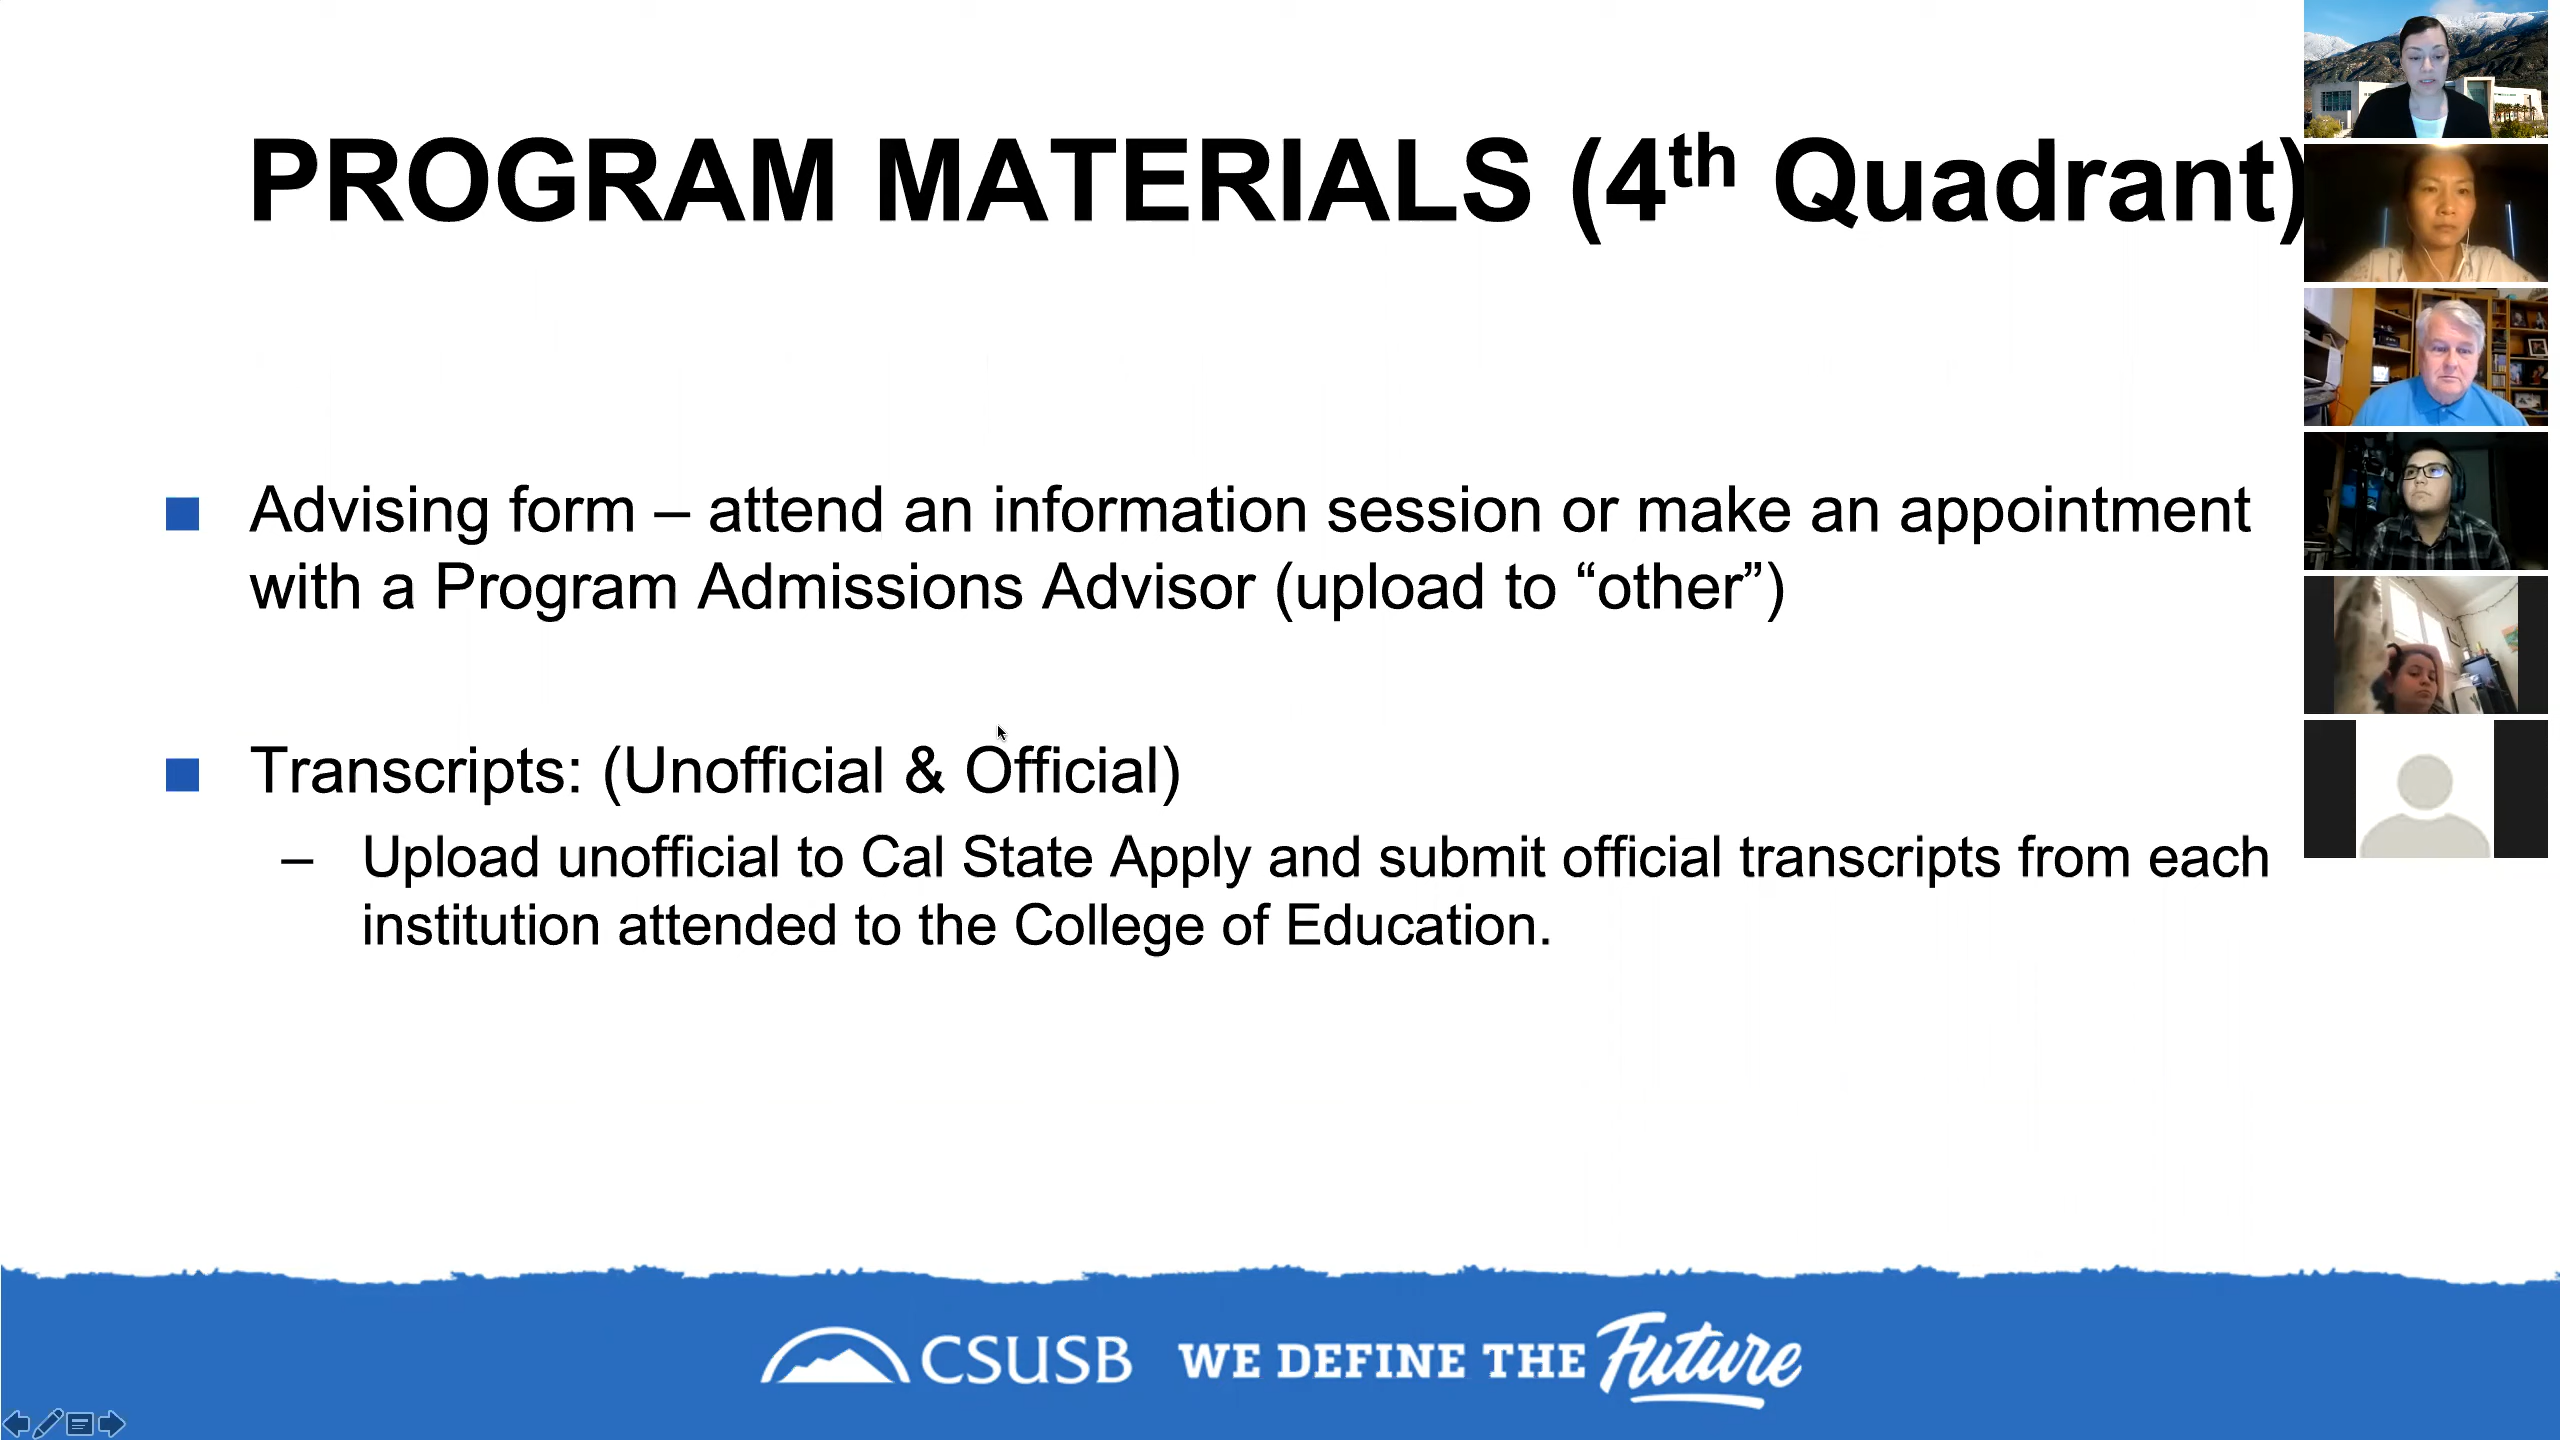 PROGRAM MATERIALS (4th Quadrant)
■ Advising form – attend an information session or make an appointment
with a Program Admissions Advisor (upload to “other”)
■ Transcripts: (Unofficial & Official)
– Upload unofficial to Cal State Apply and submit official transcripts from each
institution attended to the College of Education.
CSUSB WE DEFINE THE Future